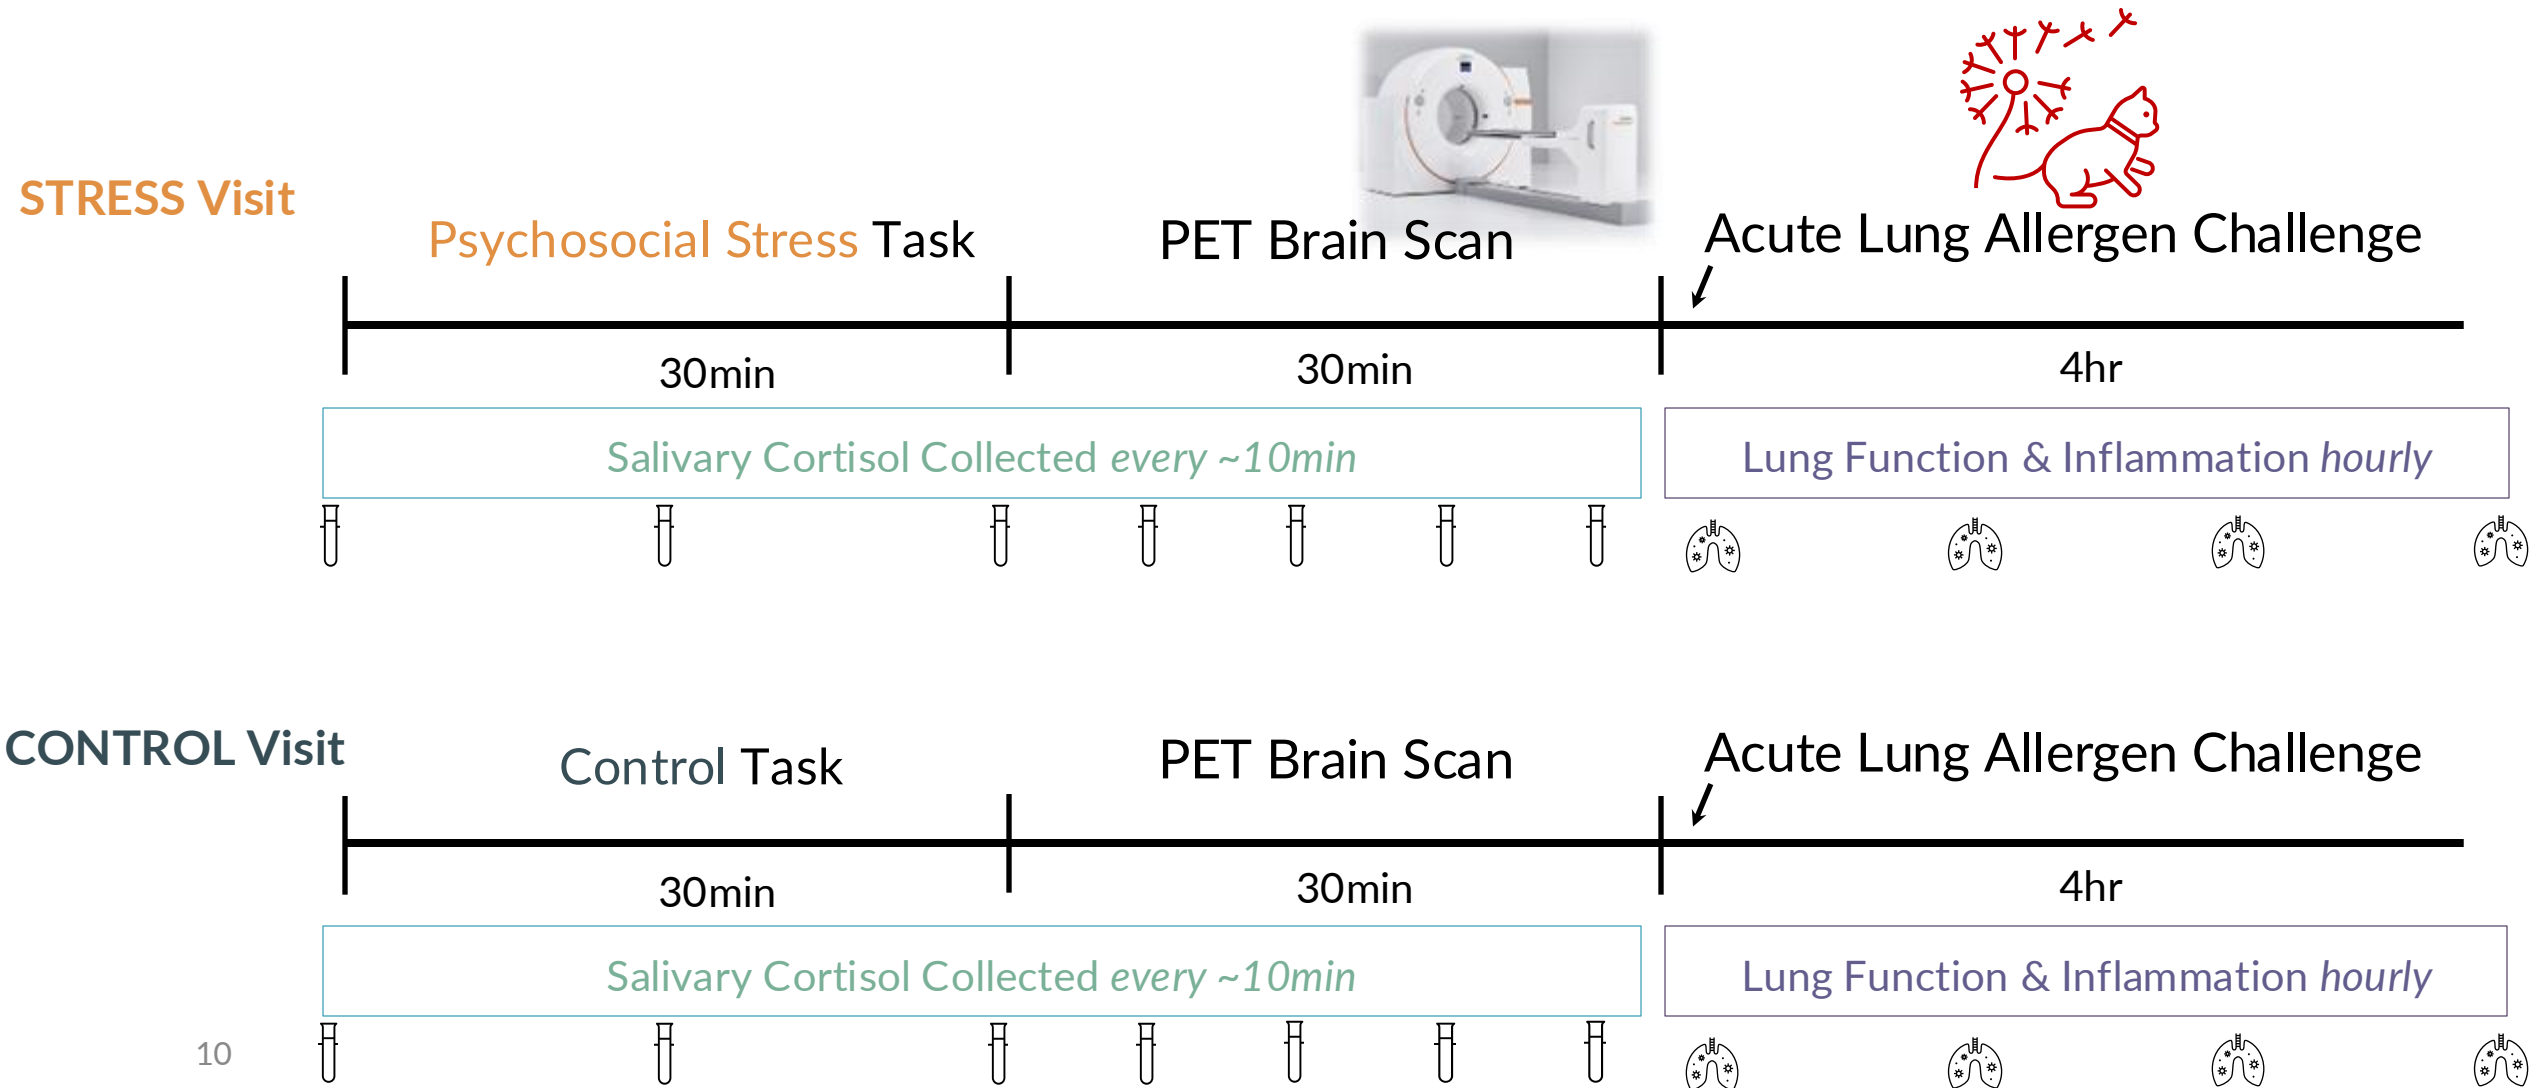 STRESS Visit
Psychosocial Stress Task
PET Brain Scan
Acute Lung Allergen Challenge
30min
30min
4hr
Salivary Cortisol Collected every ~10min
Lung Function & Inflammation hourly
CONTROL Visit
Control Task
PET Brain Scan
Acute Lung Allergen Challenge
30min
30min
4hr
Salivary Cortisol Collected every ~10min
Lung Function & Inflammation hourly
10